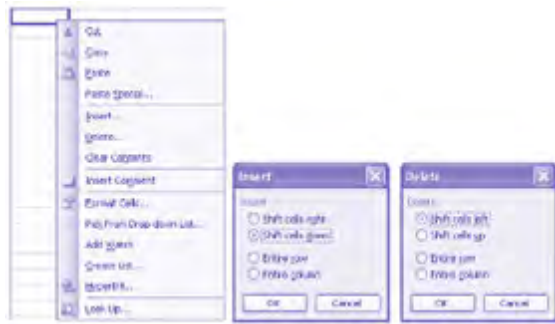 Cut
Copy
Paste
Paste Special...
Insert...
Delete...
Clear Contents
Insert Comment
Format Cells...
Pick From Drop-down List...
Add Watch
Create List...
Hyperlink...
Look Up...
Insert
Insert
Shift cells right
Shift cells down
Entire row
Entire column
OK Cancel
Delete
Delete
Shift cells left
Shift cells up
Entire row
Entire column
OK Cancel